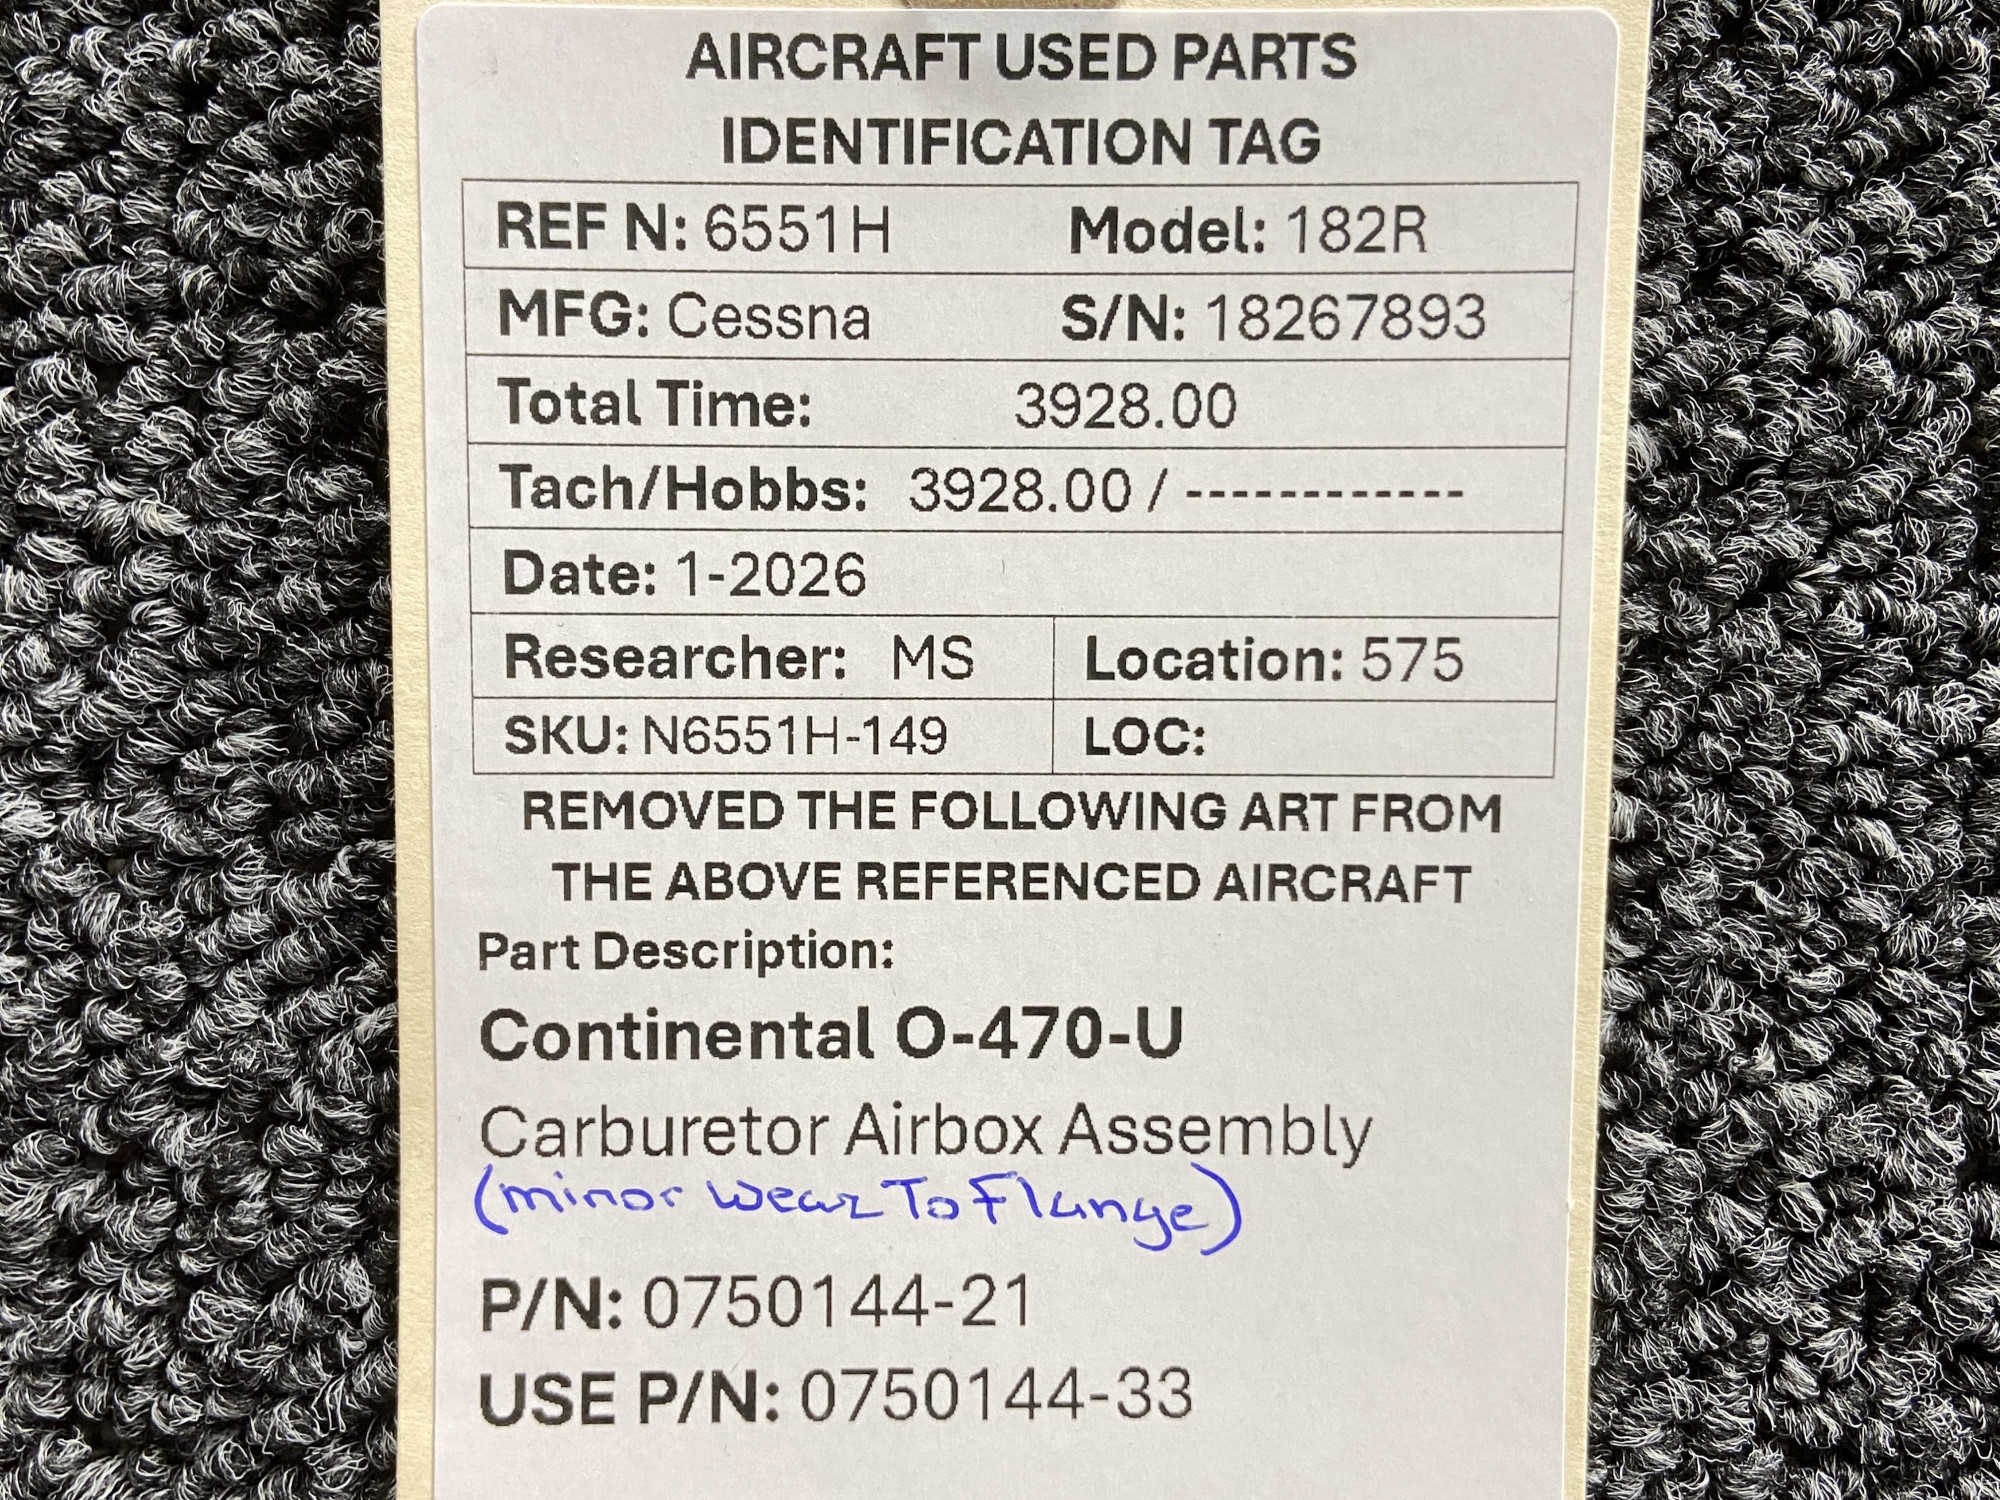 AIRCRAFT USED PARTS
IDENTIFICATION TAG
REF N: 6551H Model: 182R
MFG: Cessna S/N: 18267893
Total Time: 3928.00
Tach/Hobbs: 3928.00 / ------------
Date: 1-2026
Researcher: MS Location: 575
SKU: N6551H-149 LOC:
REMOVED THE FOLLOWING ART FROM
THE ABOVE REFERENCED AIRCRAFT
Part Description:
Continental O-470-U
Carburetor Airbox Assembly
(minor Wear To Flange)
P/N: 0750144-21
USE P/N: 0750144-33